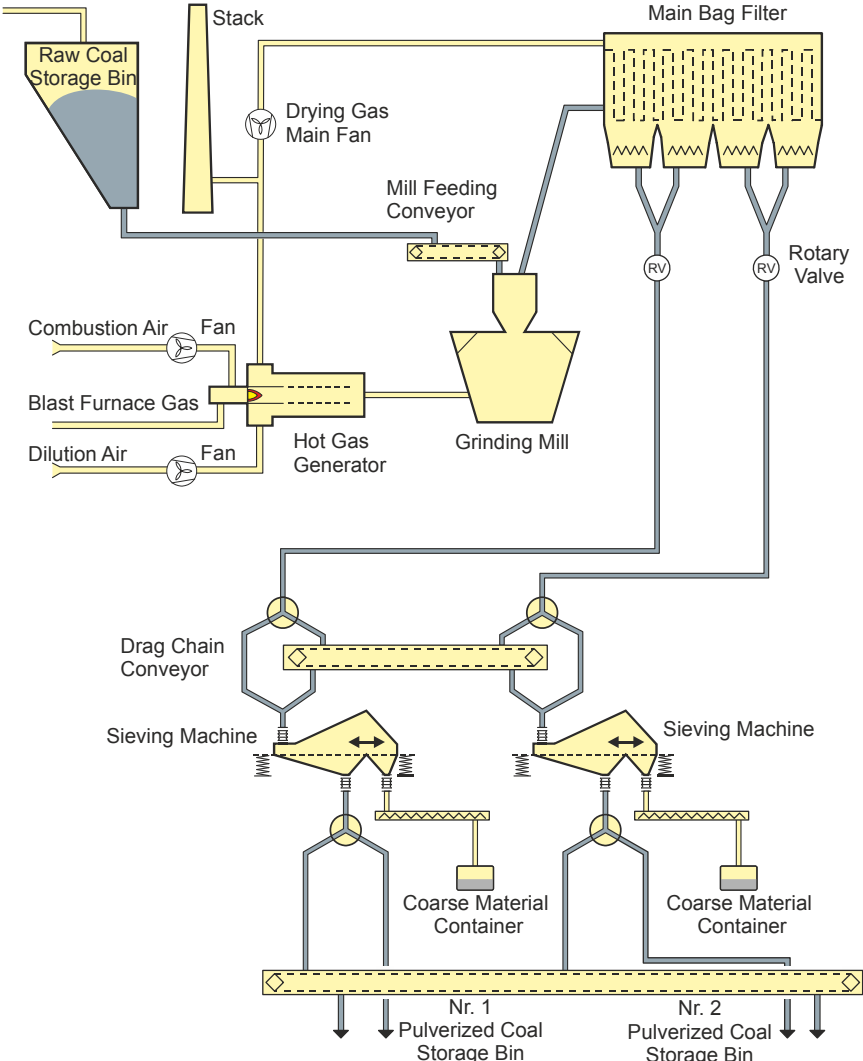 Stack
Main Bag Filter
Raw Coal
Storage Bin
Drying Gas
Main Fan
Mill Feeding
Conveyor
RV
RV
Rotary
Valve
Combustion Air
Fan
Blast Furnace Gas
Dilution Air
Fan
Hot Gas
Generator
Grinding Mill
Drag Chain
Conveyor
Sieving Machine
Sieving Machine
Coarse Material
Container
Coarse Material
Container
Nr. 1
Pulverized Coal
Storage Bin
Nr. 2
Pulverized Coal
Storage Bin